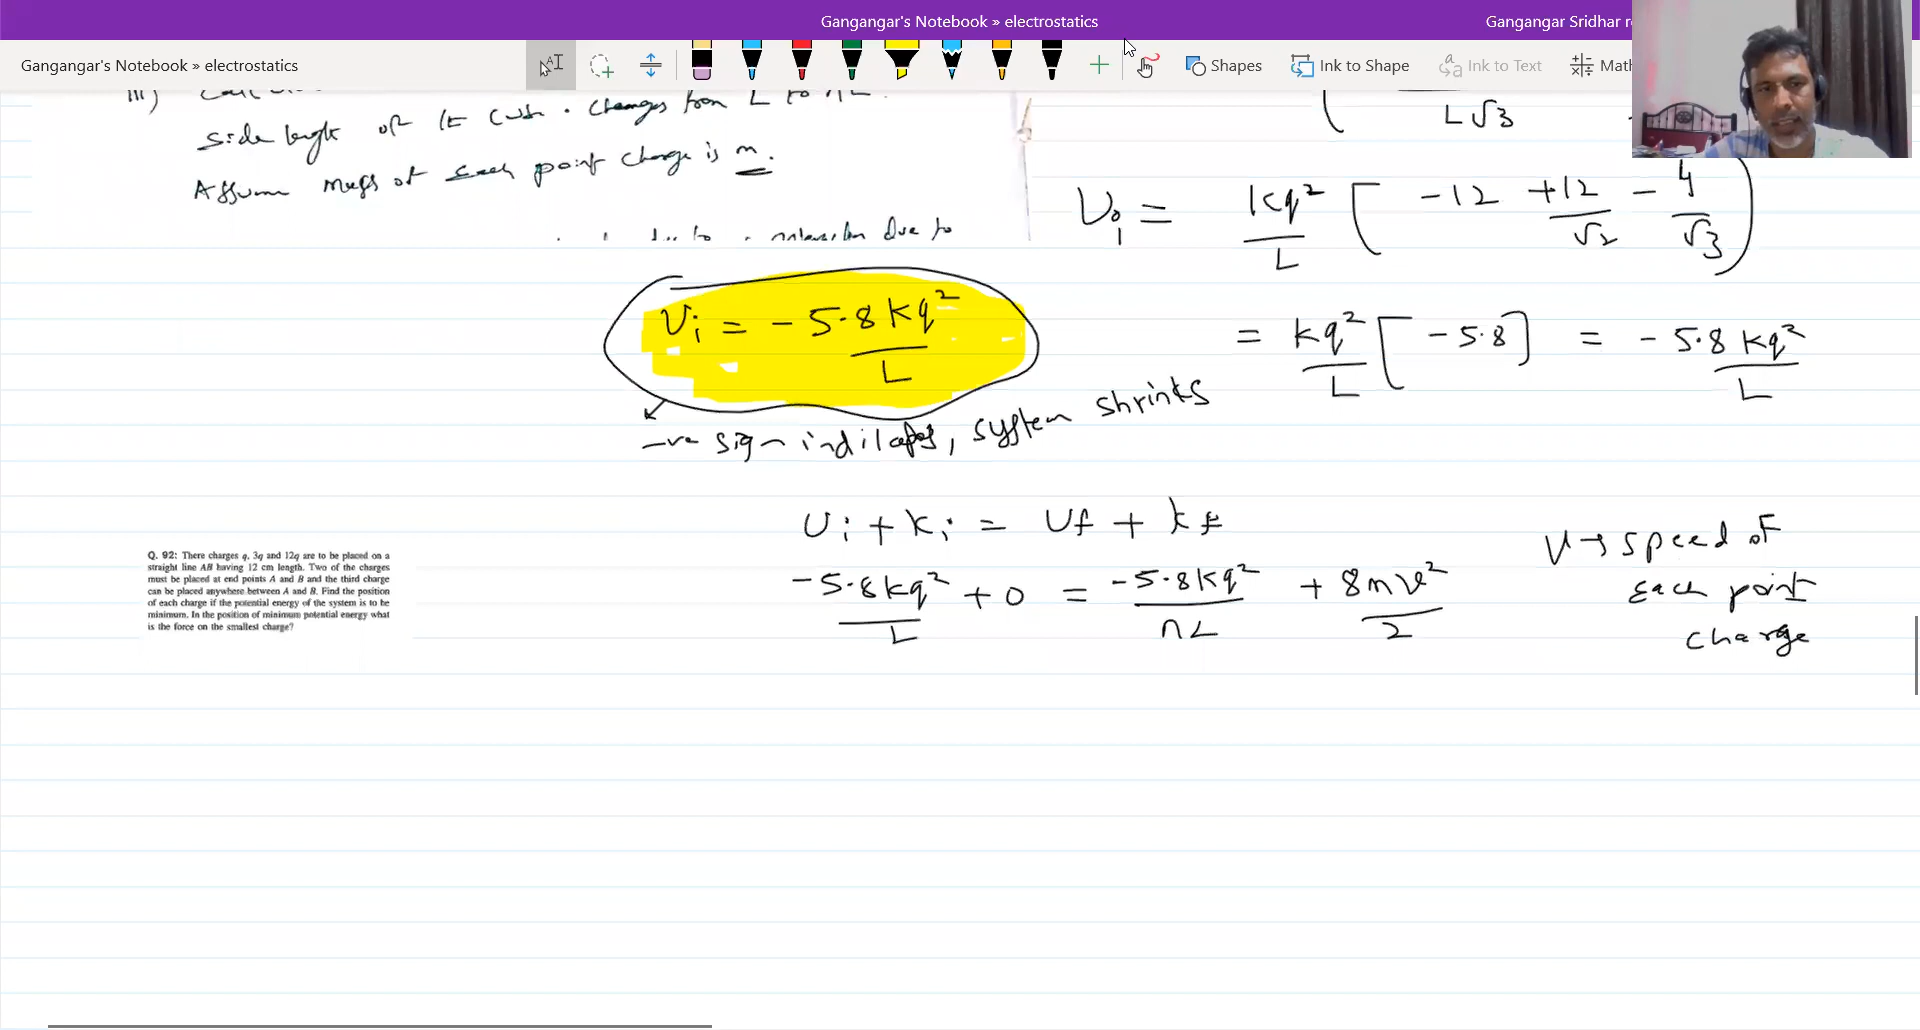 Gangangar's Notebook » electrostatics
Gangangar Sridhar
Gangangar's Notebook » electrostatics
Shapes
Ink to Shape
Ink to Text
Math
iii)
Side length of changes from L to nL.
Assume mass of each point charge is m.
due to
L√3
Ui = kq²/L [ -12 +12/√2 - 4/√3 ]
Ui = -5.8 kq²/L
= kq²/L [ -5.8 ] = -5.8 kq²/L
-ve sign indicates, system shrinks
Ui + ki = Uf + kf
-5.8kq²/L + 0 = -5.8kq²/nL + 8mv²/2
v → speed of
each point
charge
Q. 92: There charges q, 3q and 12q are to be placed on a
straight line AB having 12 cm length. Two of the charges
must be placed at end points A and B and the third charge
can be placed anywhere between A and B. Find the position
of each charge if the potential energy of the system is to be
minimum. In the position of minimum potential energy what
is the force on the smallest charge?